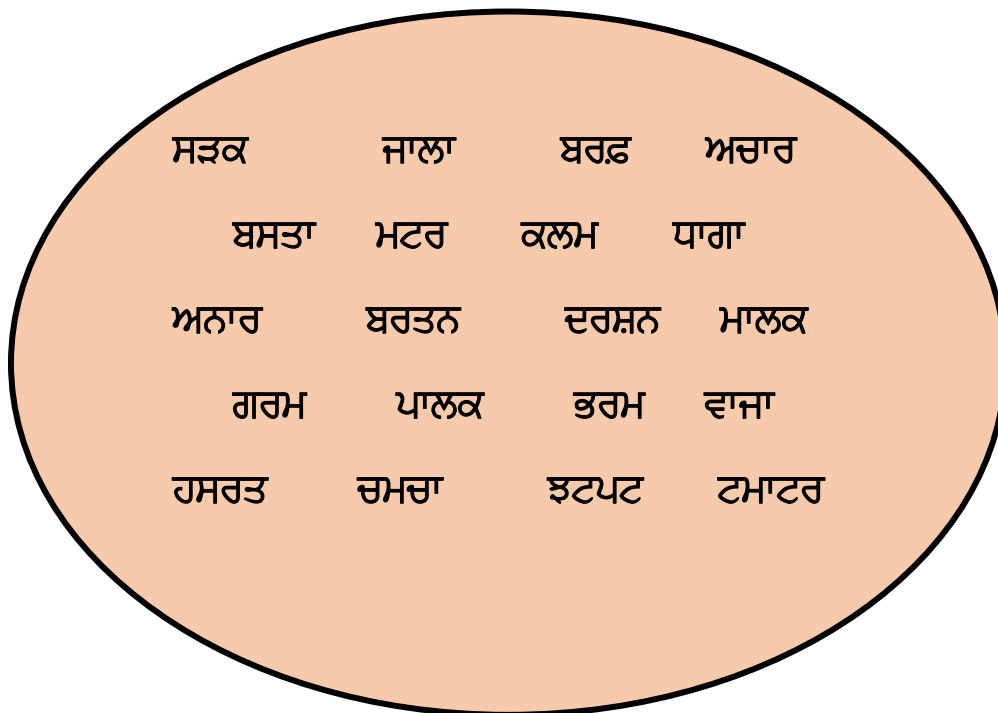 ਸੜਕ ਜਾਲਾ ਬਰਫ਼ ਅਚਾਰ
ਬਸਤਾ ਮਟਰ ਕਲਮ ਧਾਗਾ
ਅਨਾਰ ਬਰਤਨ ਦਰਸ਼ਨ ਮਾਲਕ
ਗਰਮ ਪਾਲਕ ਭਰਮ ਵਾਜਾ
ਹਸਰਤ ਚਮਚਾ ਝਟਪਟ ਟਮਾਟਰ